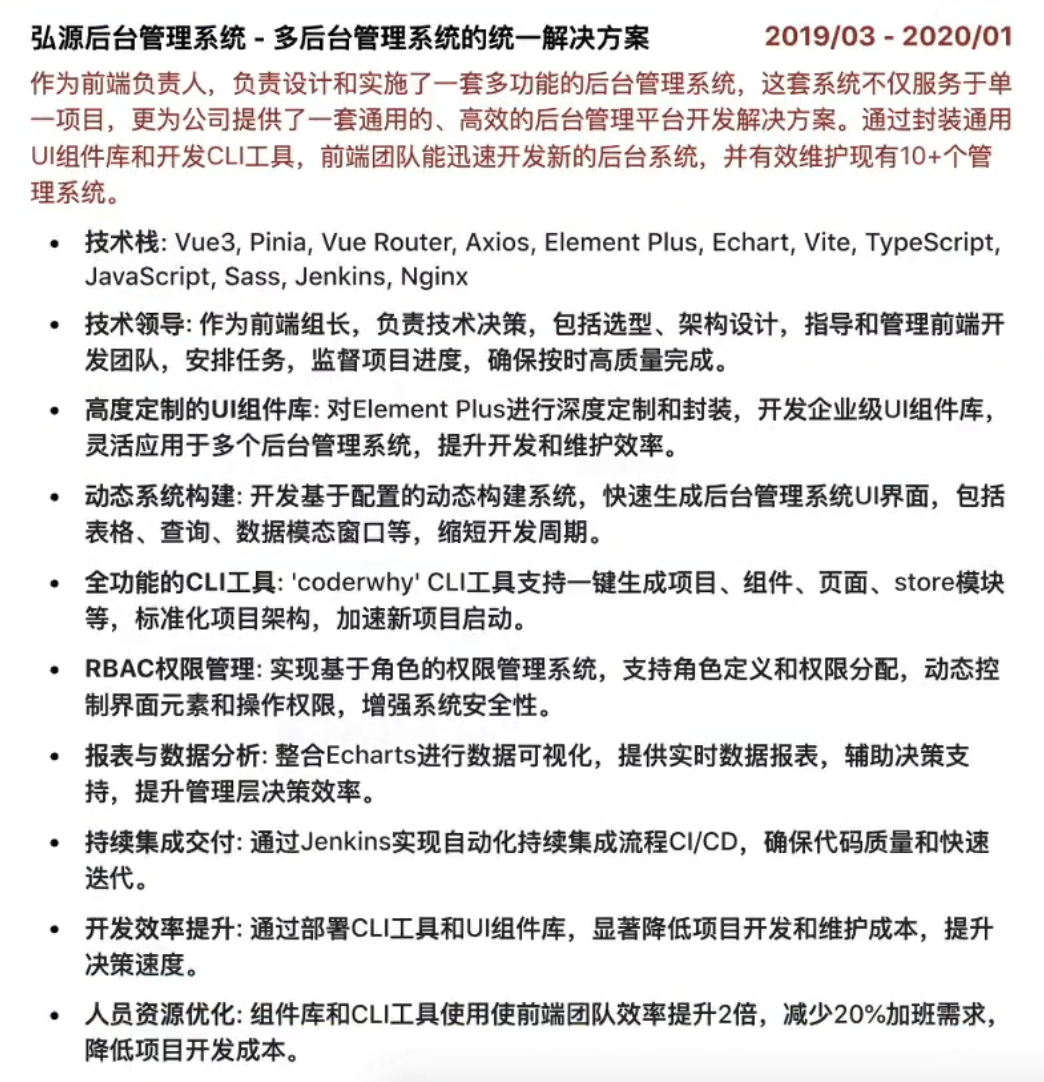 弘源后台管理系统 - 多后台管理系统的统一解决方案 2019/03 - 2020/01
作为前端负责人，负责设计和实施了一套多功能的后台管理系统，这套系统不仅服务于单
一项目，更为公司提供了一套通用的、高效的后台管理平台开发解决方案。通过封装通用
UI组件库和开发CLI工具，前端团队能迅速开发新的后台系统，并有效维护现有10+个管
理系统。
• 技术栈: Vue3, Pinia, Vue Router, Axios, Element Plus, Echart, Vite, TypeScript,
JavaScript, Sass, Jenkins, Nginx
• 技术领导: 作为前端组长，负责技术决策，包括选型、架构设计，指导和管理前端开
发团队，安排任务，监督项目进度，确保按时高质量完成。
• 高度定制的UI组件库: 对Element Plus进行深度定制和封装，开发企业级UI组件库，
灵活应用于多个后台管理系统，提升开发和维护效率。
• 动态系统构建: 开发基于配置的动态构建系统，快速生成后台管理系统UI界面，包括
表格、查询、数据模态窗口等，缩短开发周期。
• 全功能的CLI工具: 'coderwhy' CLI工具支持一键生成项目、组件、页面、store模块
等，标准化项目架构，加速新项目启动。
• RBAC权限管理: 实现基于角色的权限管理系统，支持角色定义和权限分配，动态控
制界面元素和操作权限，增强系统安全性。
• 报表与数据分析: 整合Echarts进行数据可视化，提供实时数据报表，辅助决策支
持，提升管理层决策效率。
• 持续集成交付: 通过Jenkins实现自动化持续集成流程CI/CD，确保代码质量和快速
迭代。
• 开发效率提升: 通过部署CLI工具和UI组件库，显著降低项目开发和维护成本，提升
决策速度。
• 人员资源优化: 组件库和CLI工具使用使前端团队效率提升2倍，减少20%加班需求，
降低项目开发成本。